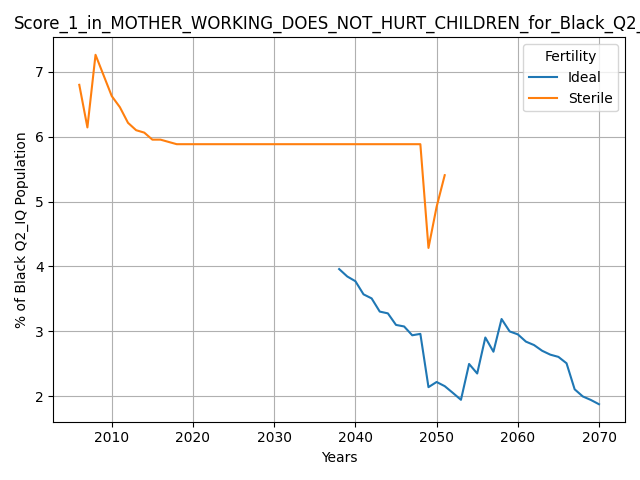 Score_1_in_MOTHER_WORKING_DOES_NOT_HURT_CHILDREN_for_Black_Q2_
Fertility
Ideal
Sterile
% of Black Q2_IQ Population
7
6
5
4
3
2
2010 2020 2030 2040 2050 2060 2070
Years